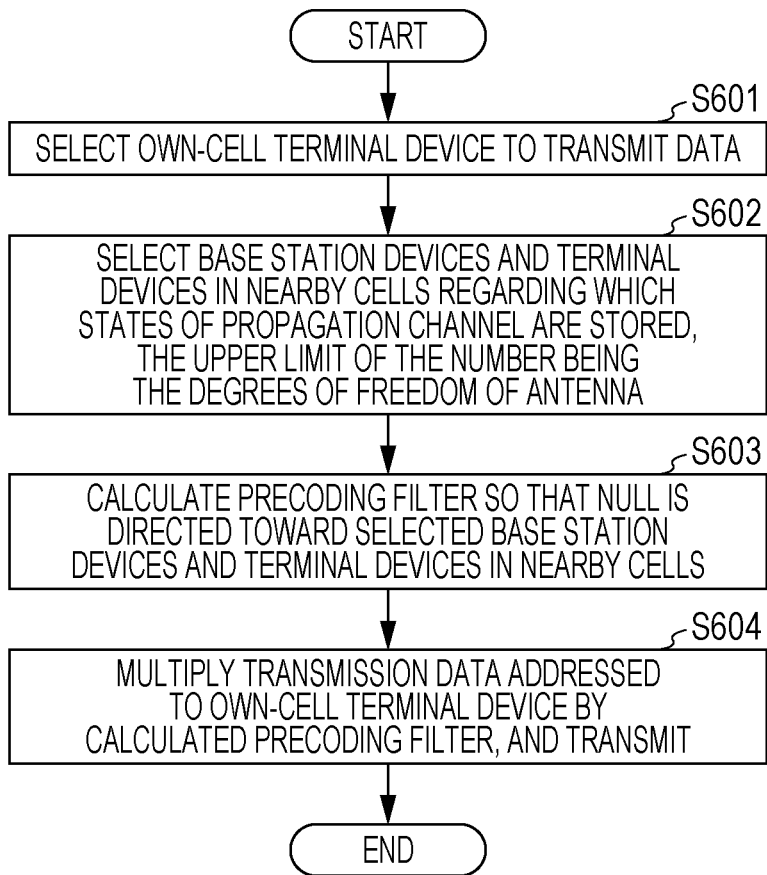 START
S601
SELECT OWN-CELL TERMINAL DEVICE TO TRANSMIT DATA
S602
SELECT BASE STATION DEVICES AND TERMINAL
DEVICES IN NEARBY CELLS REGARDING WHICH
STATES OF PROPAGATION CHANNEL ARE STORED,
THE UPPER LIMIT OF THE NUMBER BEING
THE DEGREES OF FREEDOM OF ANTENNA
S603
CALCULATE PRECODING FILTER SO THAT NULL IS
DIRECTED TOWARD SELECTED BASE STATION
DEVICES AND TERMINAL DEVICES IN NEARBY CELLS
S604
MULTIPLY TRANSMISSION DATA ADDRESSED
TO OWN-CELL TERMINAL DEVICE BY
CALCULATED PRECODING FILTER, AND TRANSMIT
END